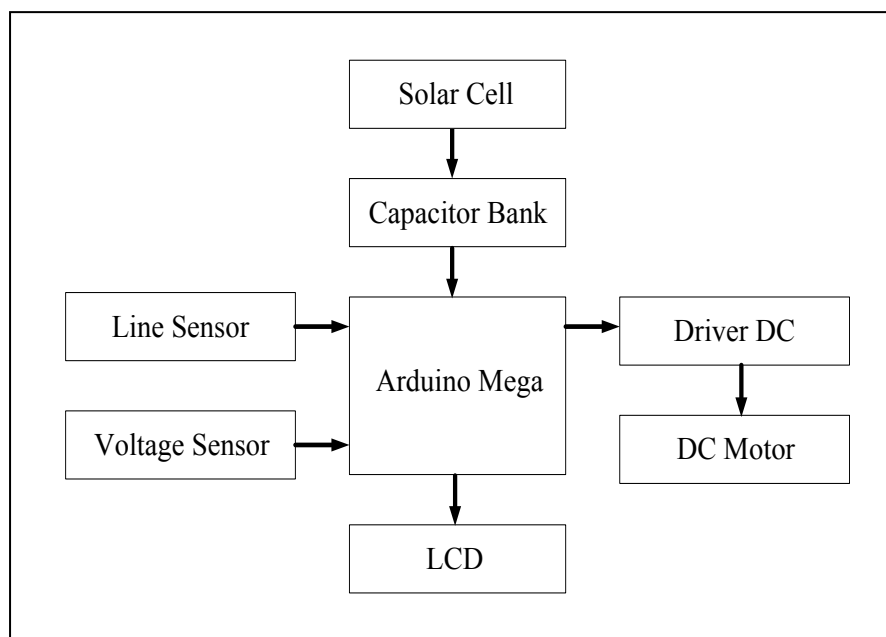 Solar Cell
Capacitor Bank
Line Sensor
Arduino Mega
Driver DC
Voltage Sensor
DC Motor
LCD